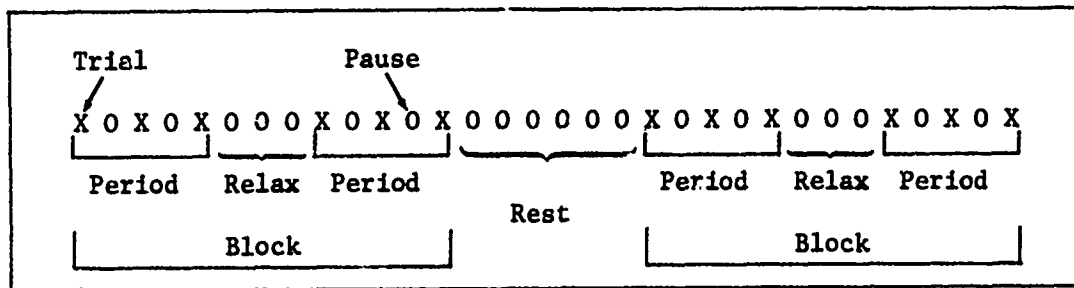 Trial Pause
X O X O X O O O X O X O X O O O O O O X O X O X O O O X O X O X
Period Relax Period Period Relax Period
Rest
Block Block